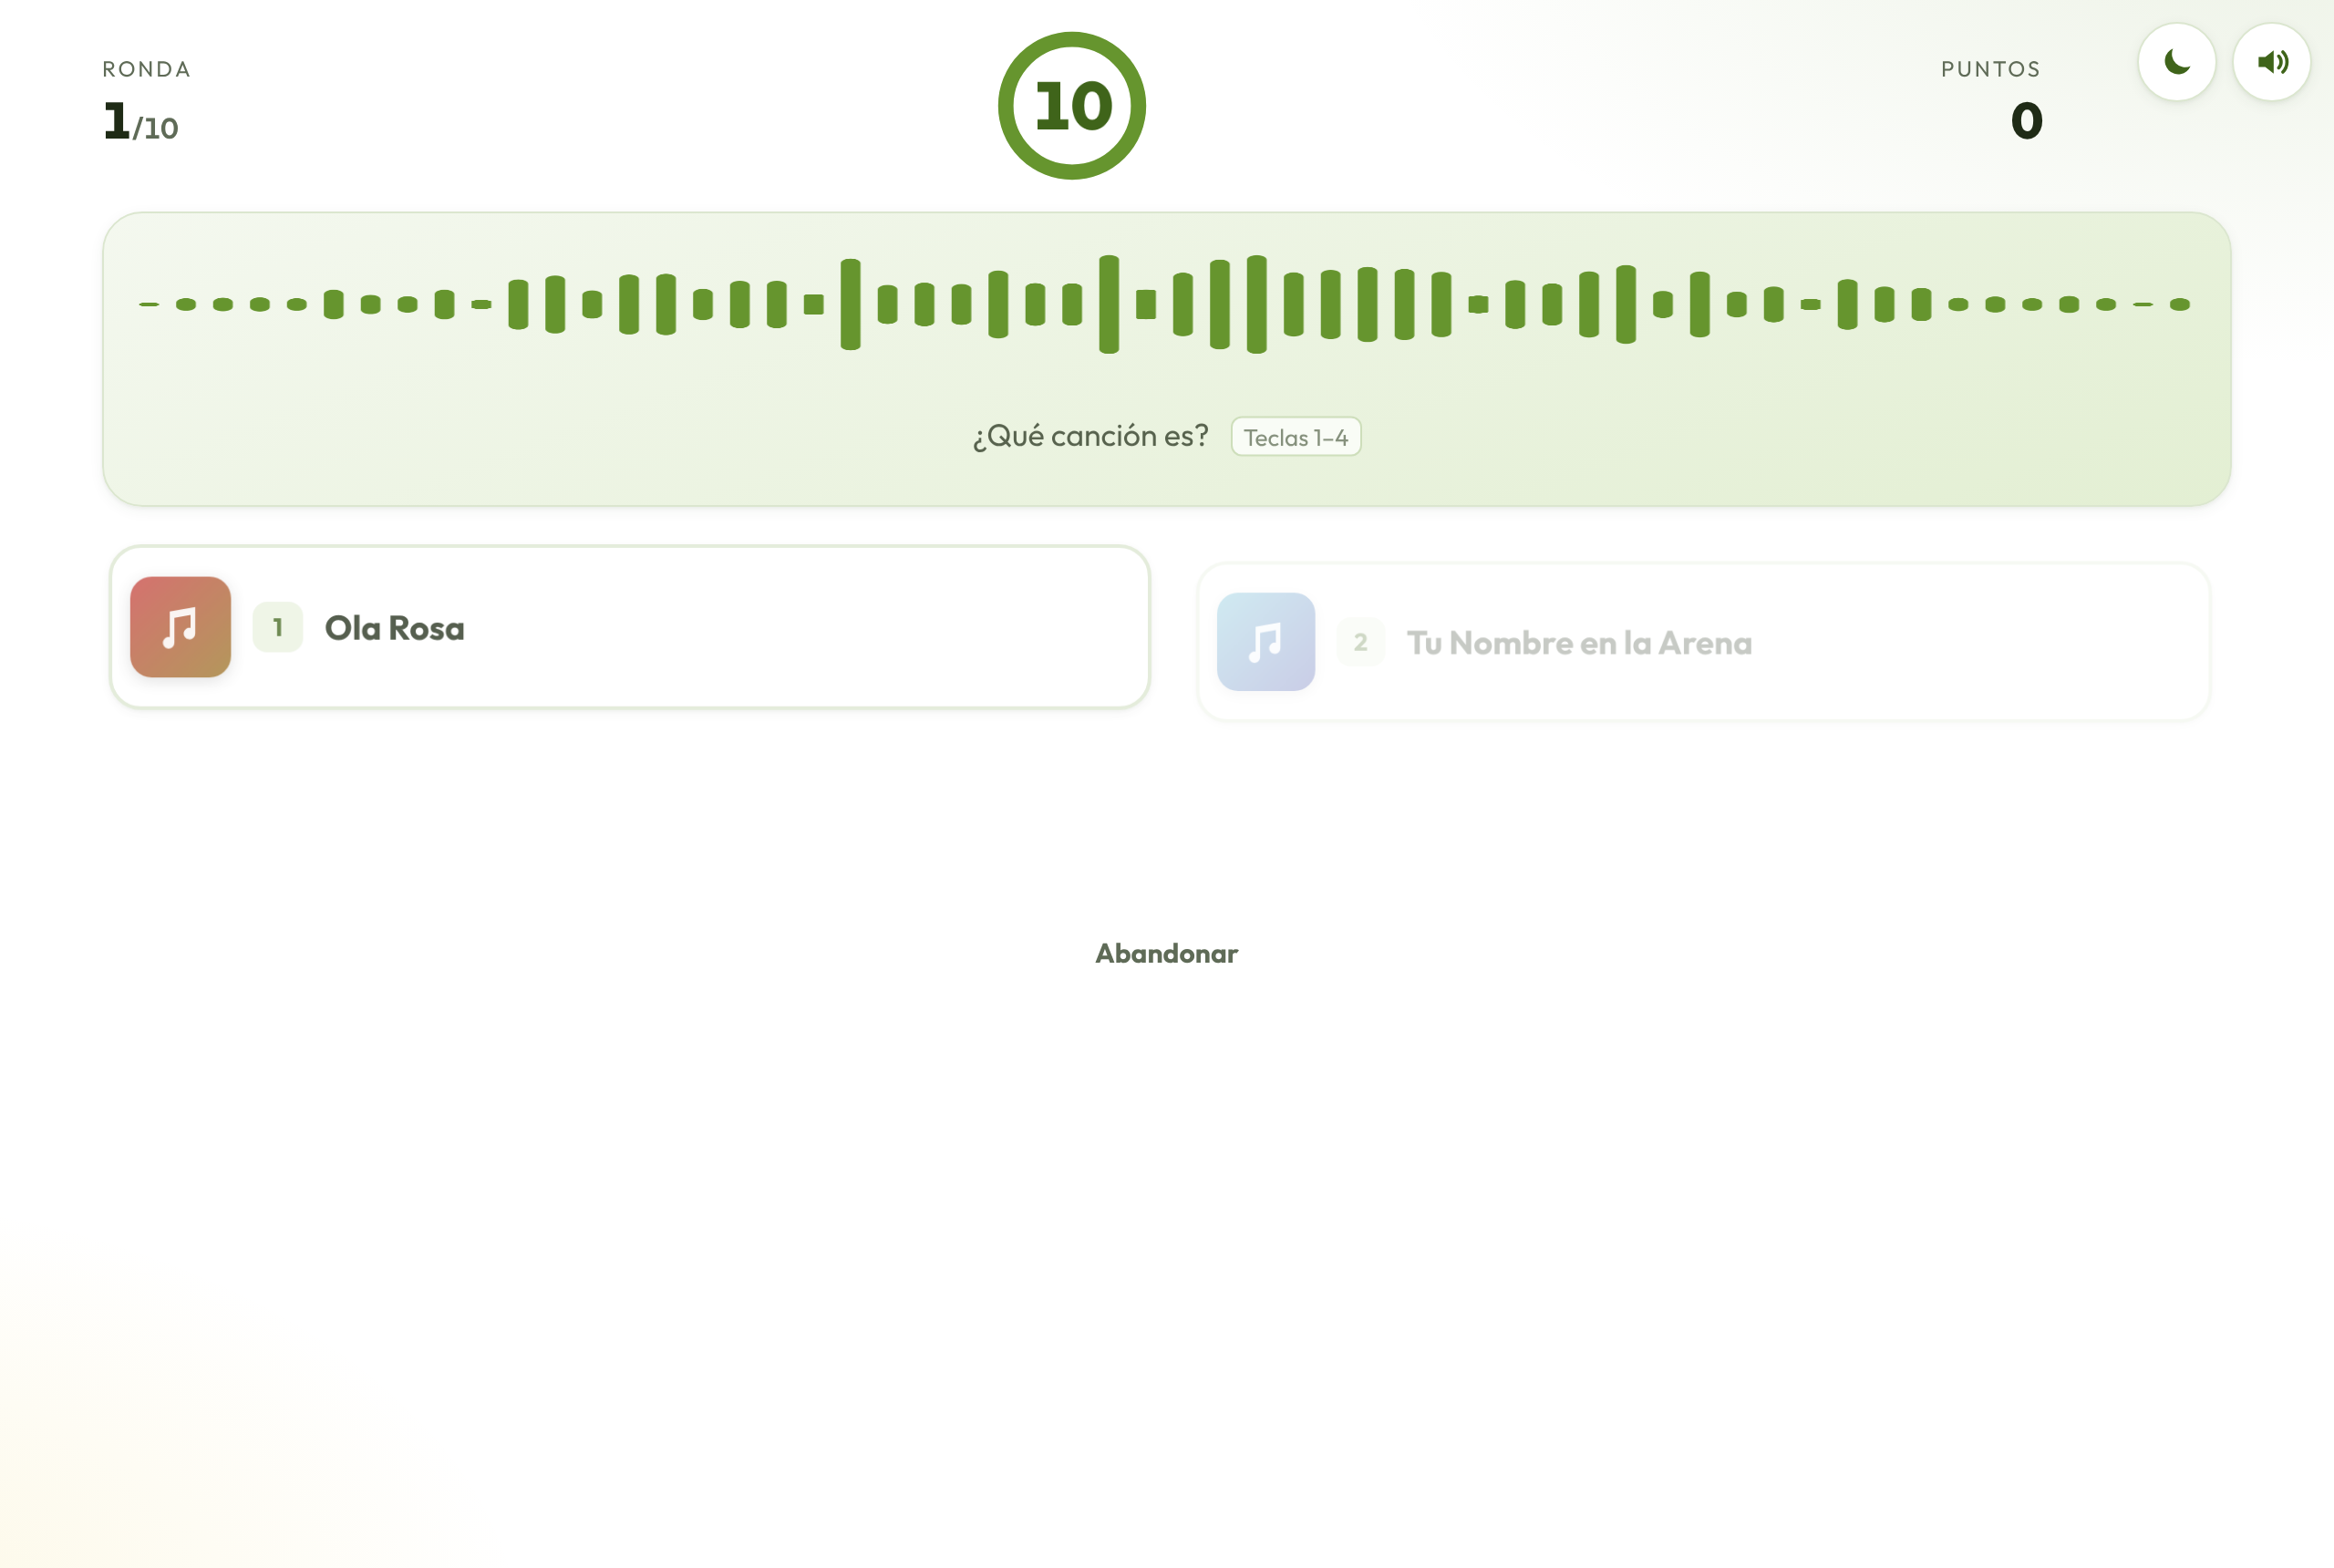 RONDA
1/10
10
PUNTOS
0
¿Qué canción es? Teclas 1–4
1 Ola Rosa
2 Tu Nombre en la Arena
Abandonar